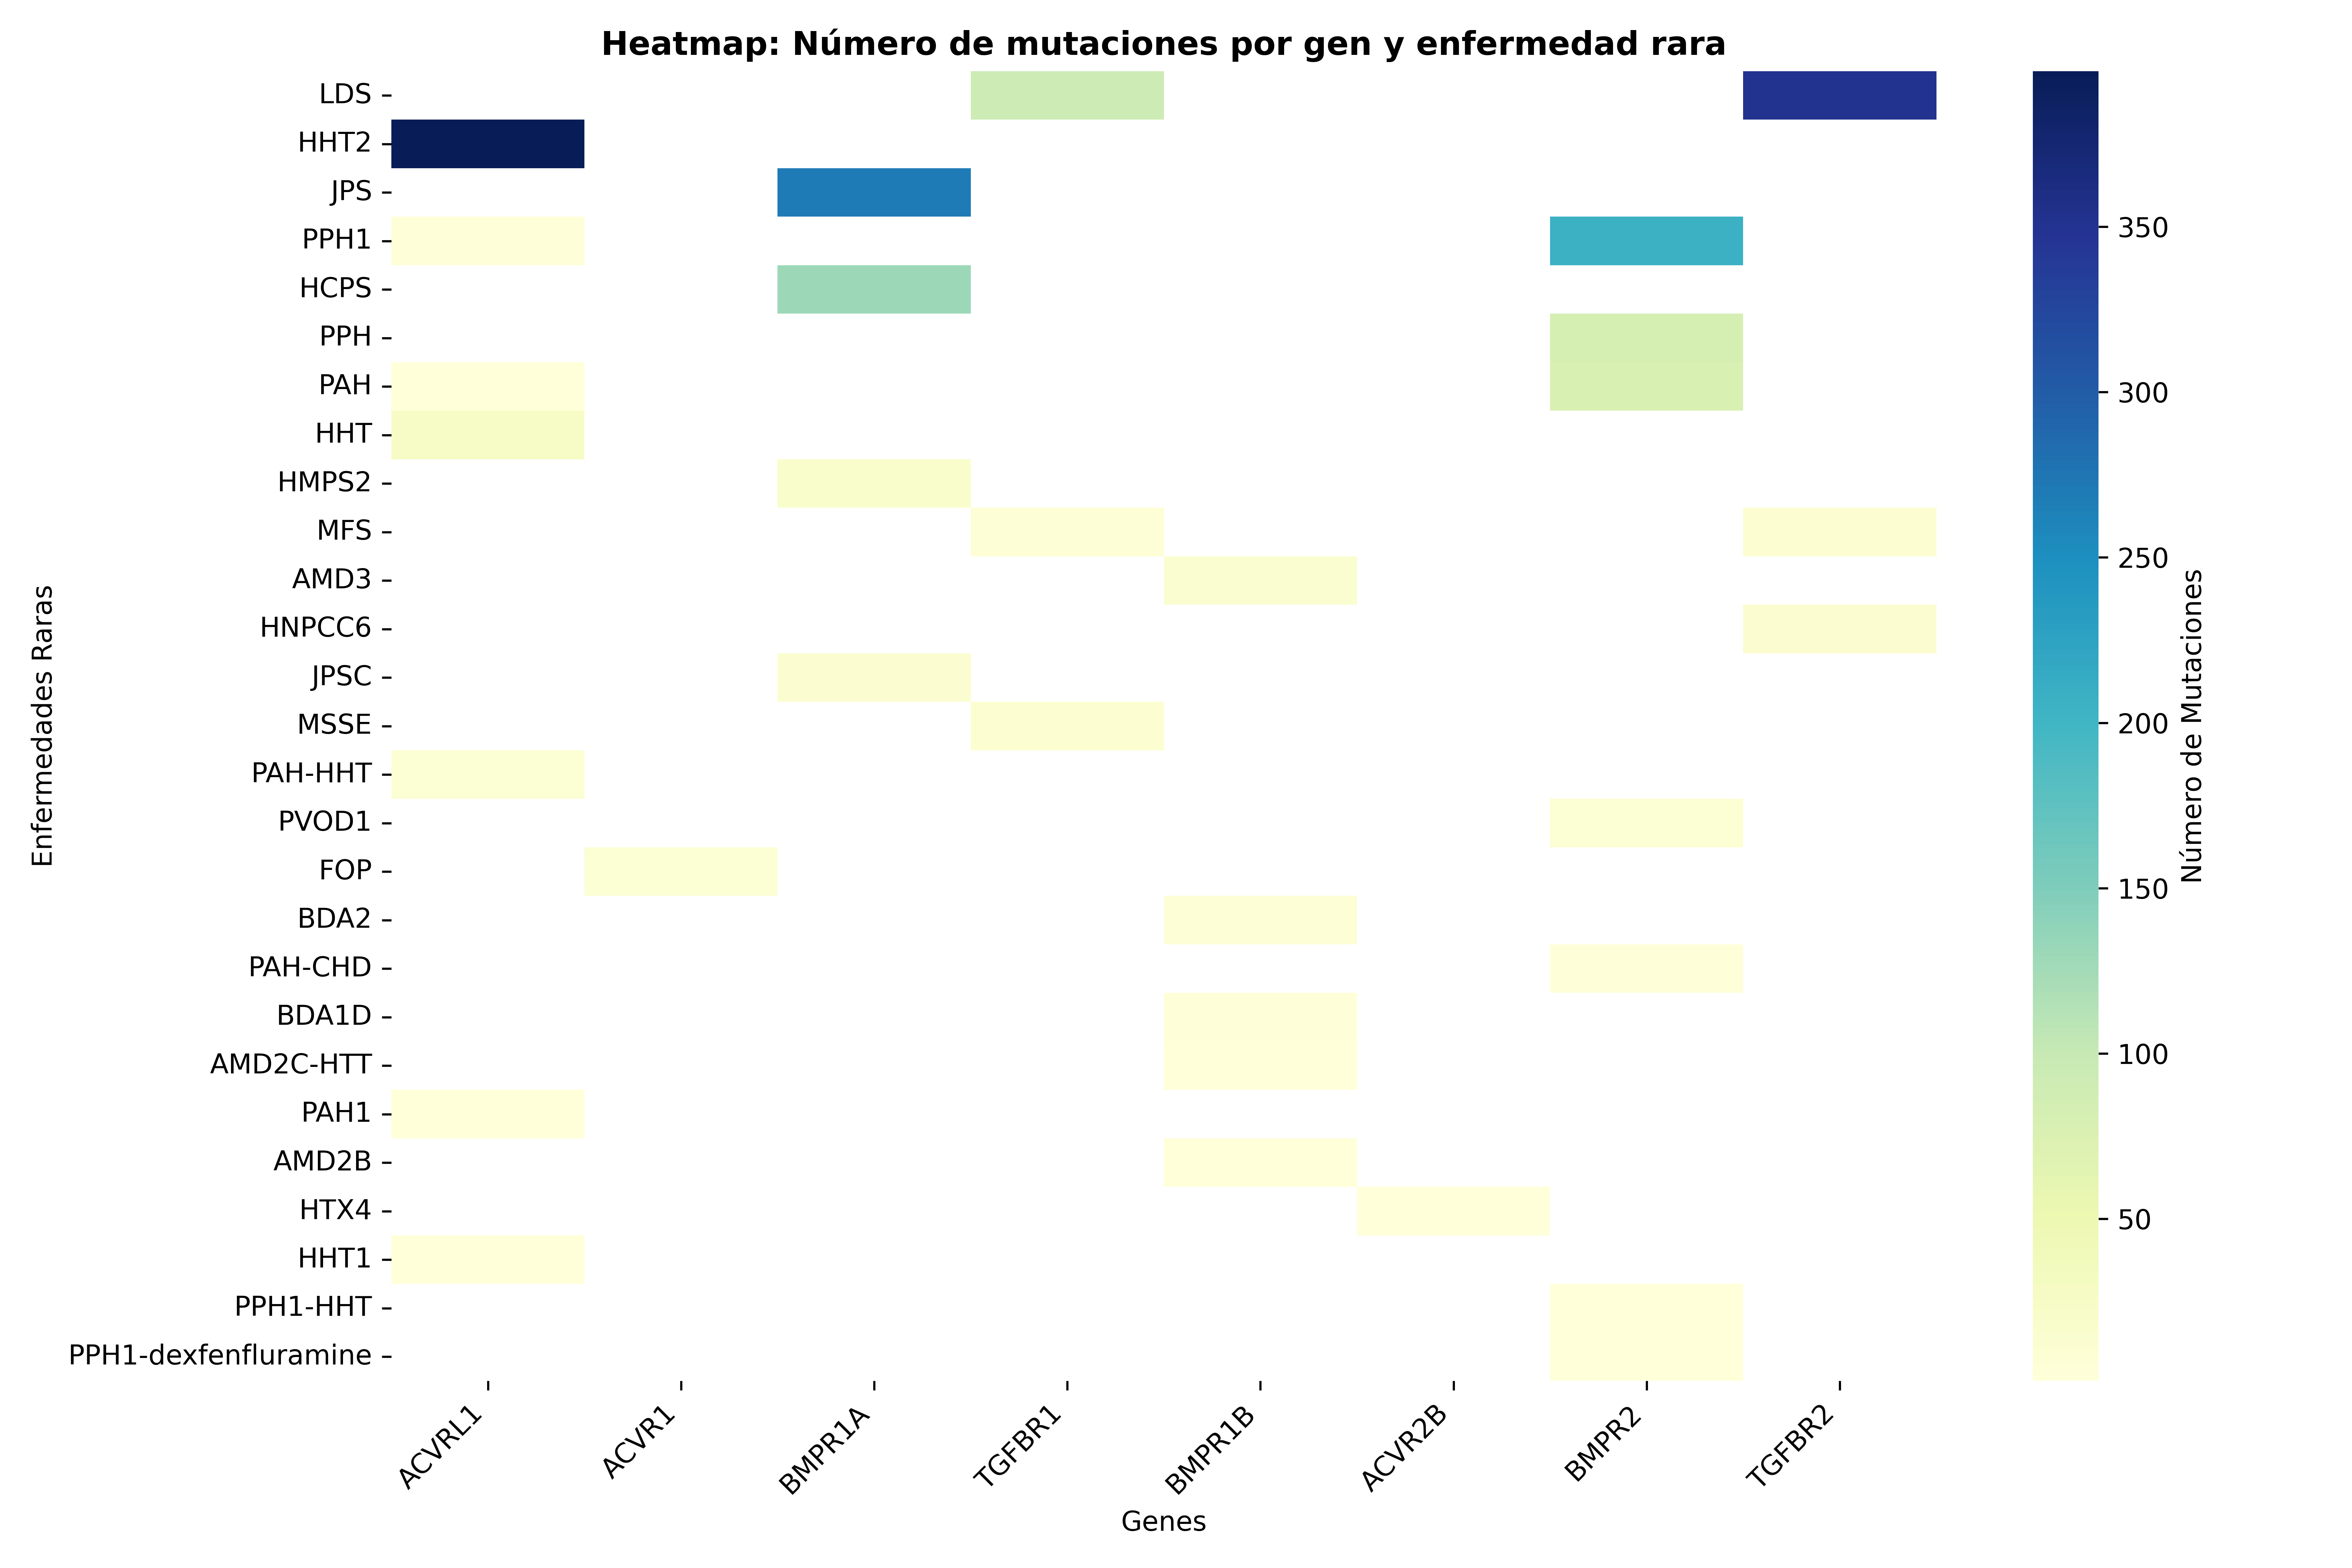 Heatmap: Número de mutaciones por gen y enfermedad rara
Enfermedades Raras
LDS
HHT2
JPS
PPH1
HCPS
PPH
PAH
HHT
HMPS2
MFS
AMD3
HNPCC6
JPSC
MSSE
PAH-HHT
PVOD1
FOP
BDA2
PAH-CHD
BDA1D
AMD2C-HTT
PAH1
AMD2B
HTX4
HHT1
PPH1-HHT
PPH1-dexfenfluramine
ACVRL1
ACVR1
BMPR1A
TGFBR1
BMPR1B
ACVR2B
BMPR2
TGFBR2
Genes
350
300
250
200
150
100
50
Número de Mutaciones